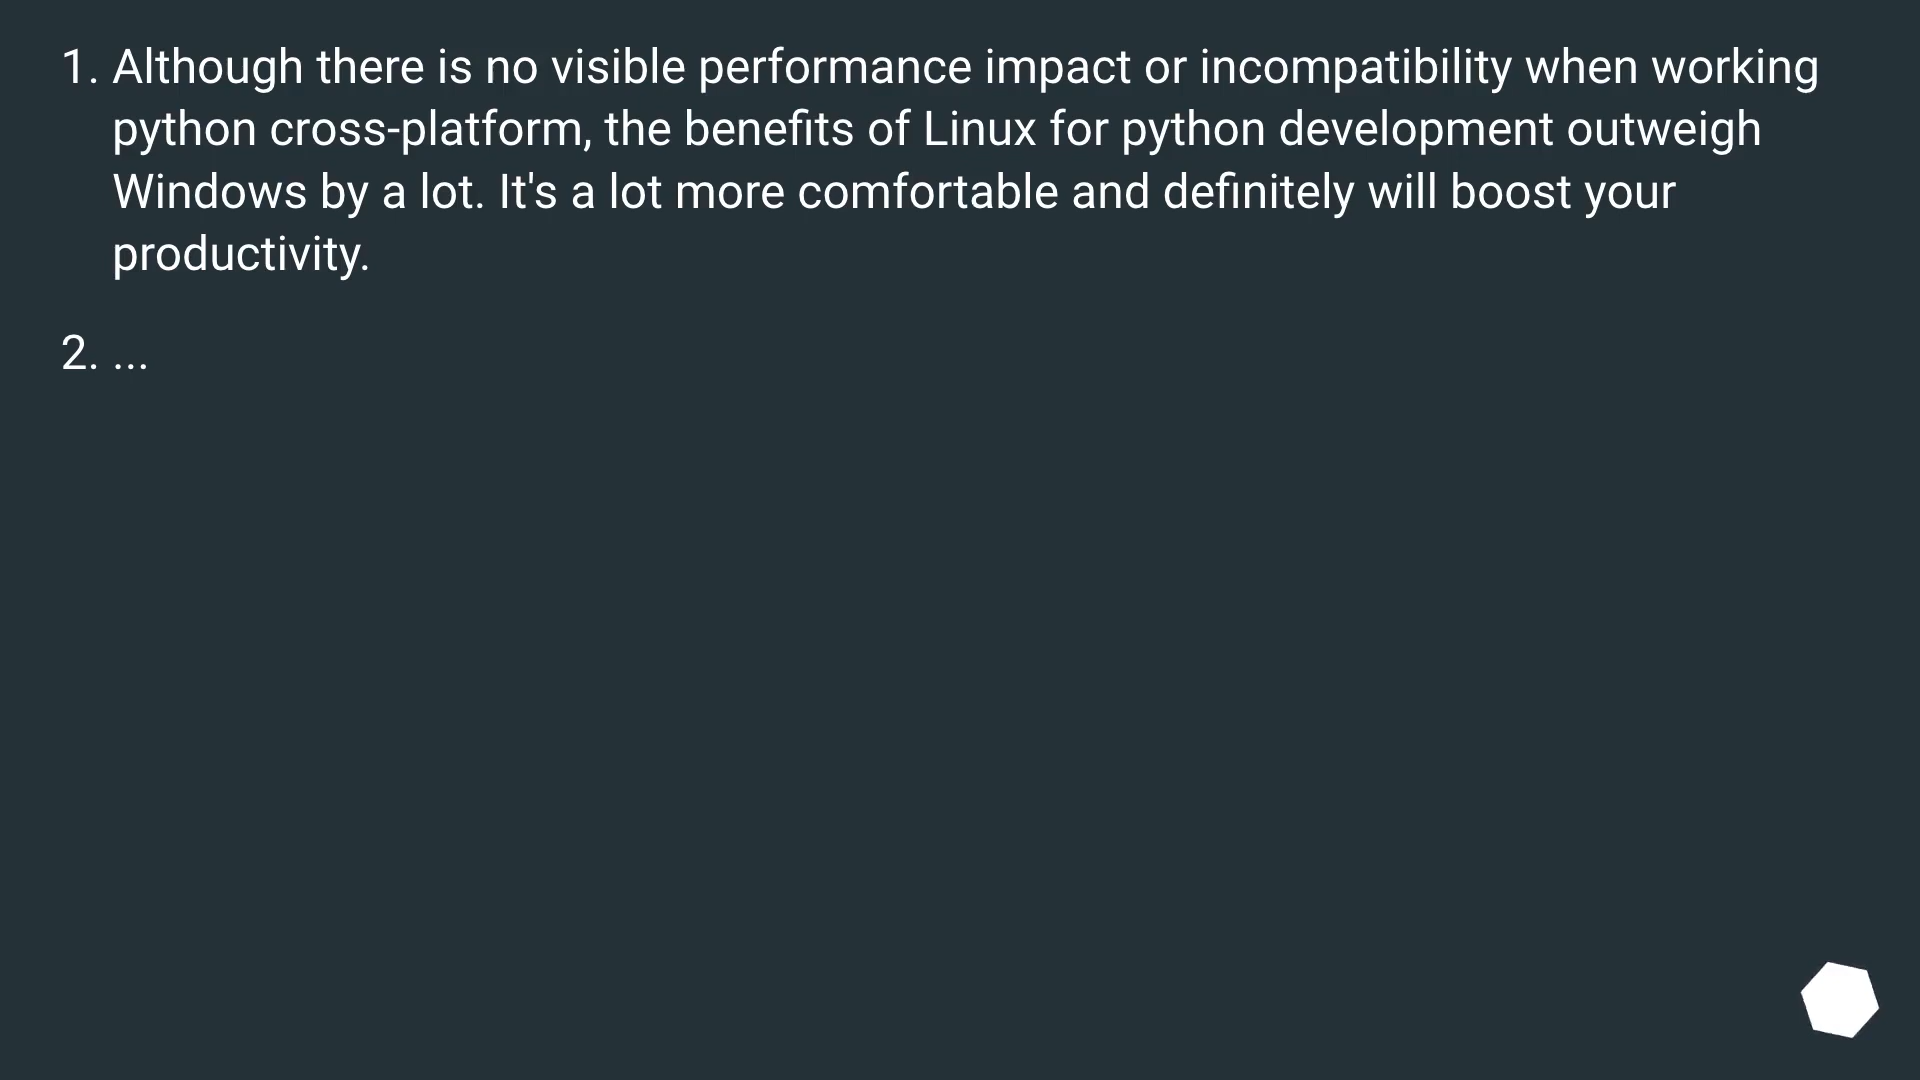 1. Although there is no visible performance impact or incompatibility when working
python cross-platform, the benefits of Linux for python development outweigh
Windows by a lot. It's a lot more comfortable and definitely will boost your
productivity.
2. ...